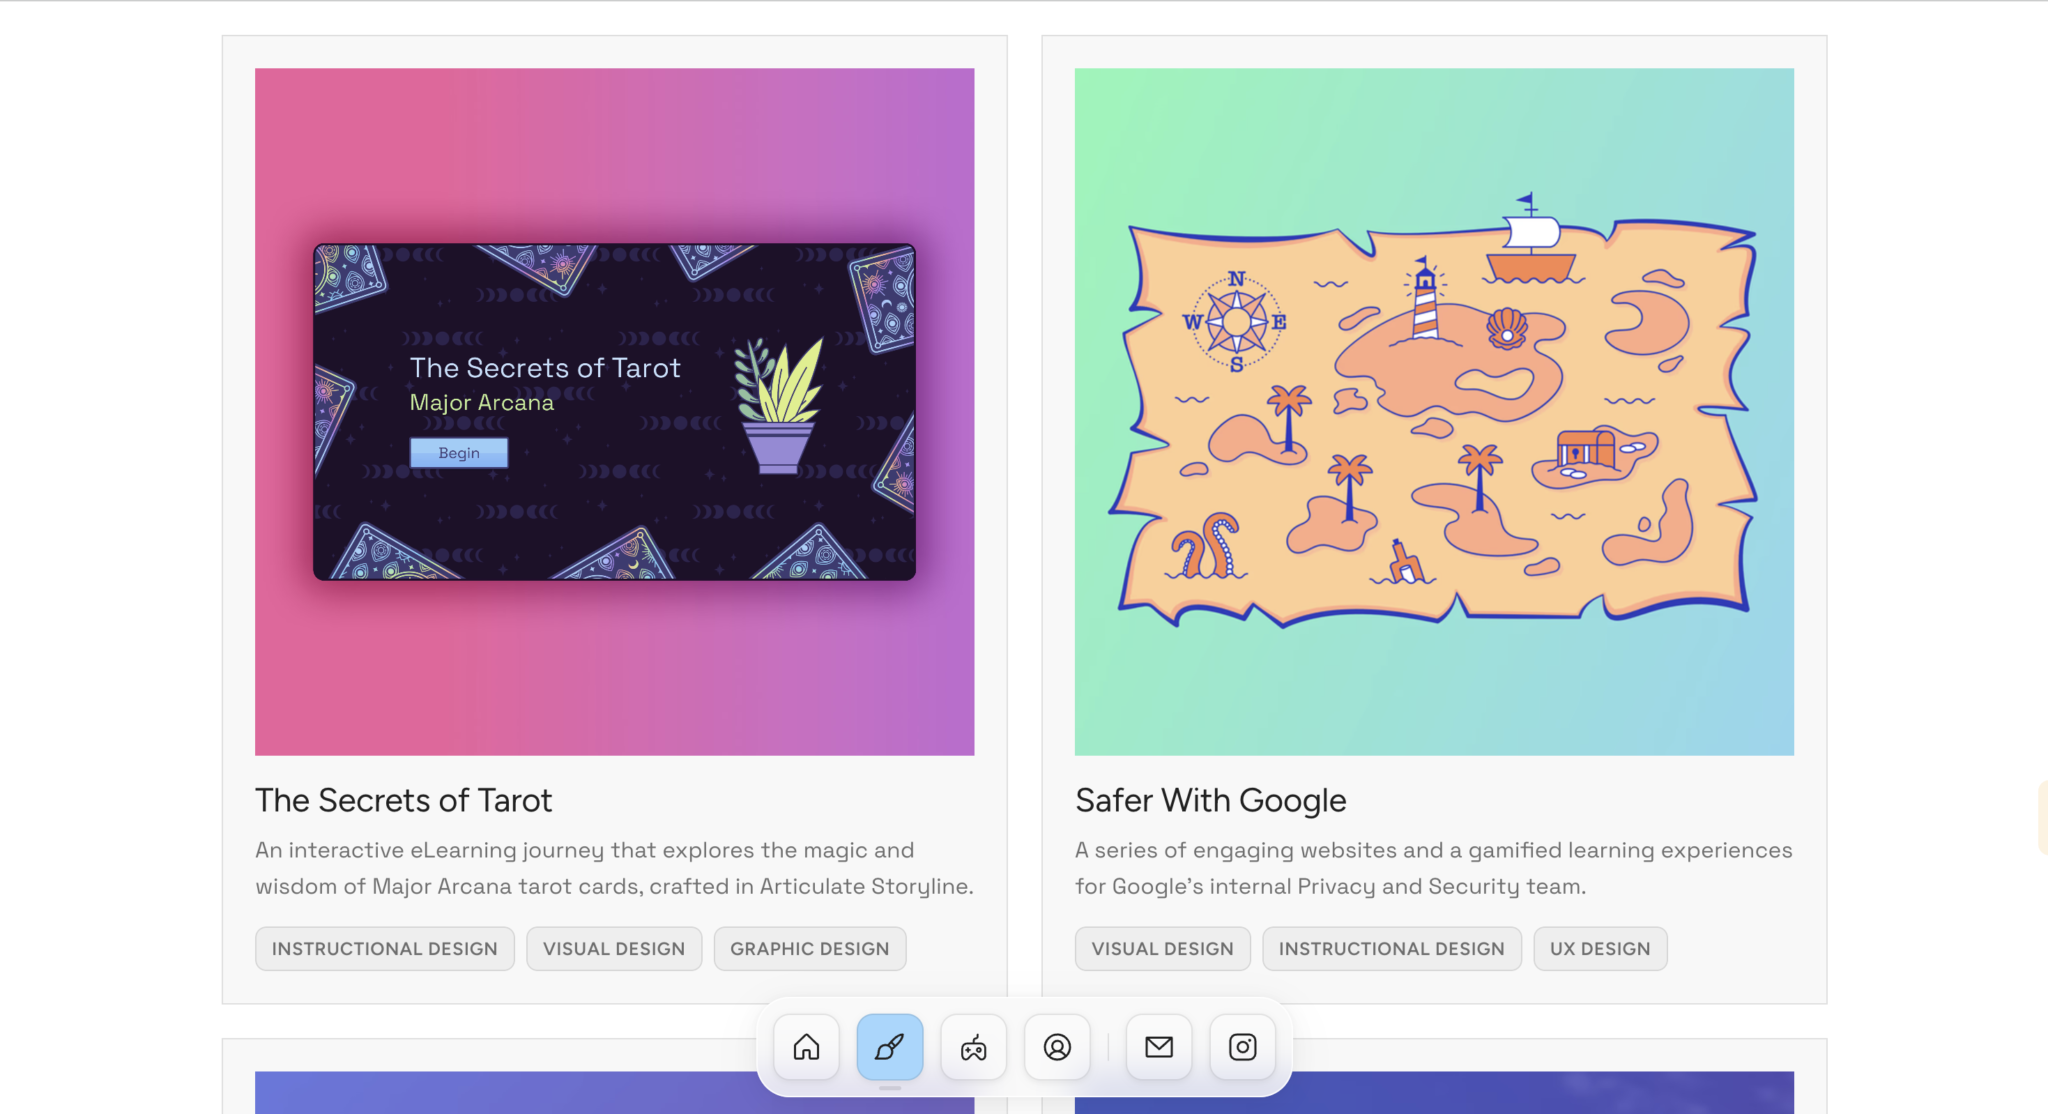 The Secrets of Tarot
Major Arcana
Begin
N
W E
S
The Secrets of Tarot
An interactive eLearning journey that explores the magic and
wisdom of Major Arcana tarot cards, crafted in Articulate Storyline.
INSTRUCTIONAL DESIGN VISUAL DESIGN GRAPHIC DESIGN
Safer With Google
A series of engaging websites and a gamified learning experiences
for Google's internal Privacy and Security team.
VISUAL DESIGN INSTRUCTIONAL DESIGN UX DESIGN